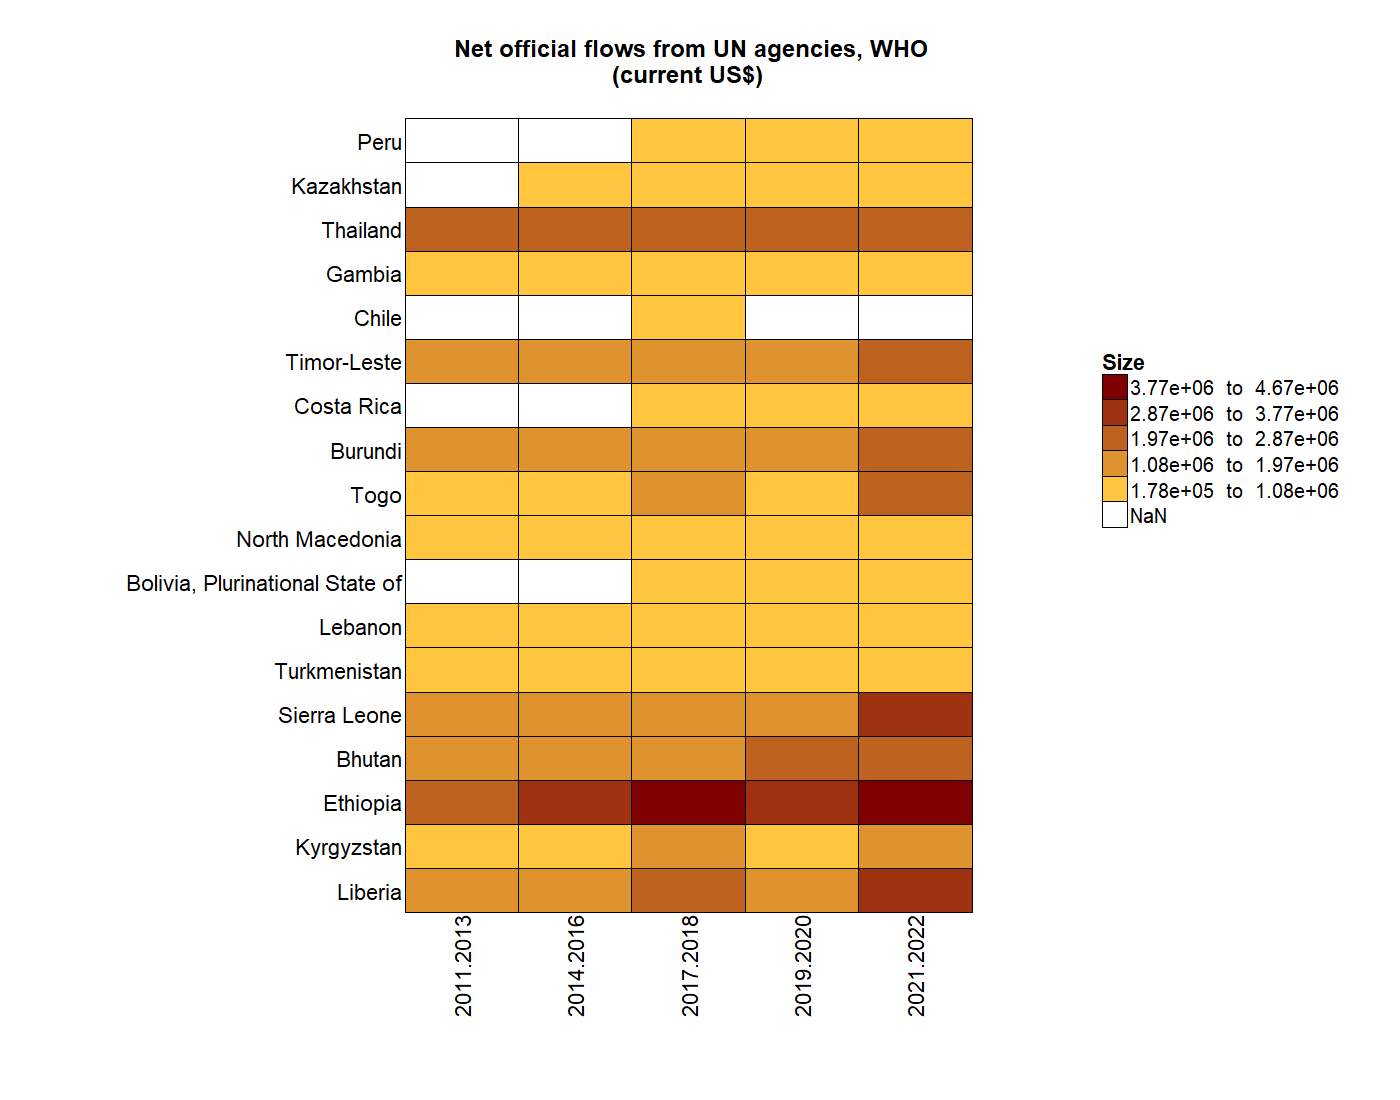 Net official flows from UN agencies, WHO
(current US$)
Peru
Kazakhstan
Thailand
Gambia
Chile
Timor-Leste
Costa Rica
Burundi
Togo
North Macedonia
Bolivia, Plurinational State of
Lebanon
Turkmenistan
Sierra Leone
Bhutan
Ethiopia
Kyrgyzstan
Liberia
2011.2013
2014.2016
2017.2018
2019.2020
2021.2022
Size
3.77e+06 to 4.67e+06
2.87e+06 to 3.77e+06
1.97e+06 to 2.87e+06
1.08e+06 to 1.97e+06
1.78e+05 to 1.08e+06
NaN